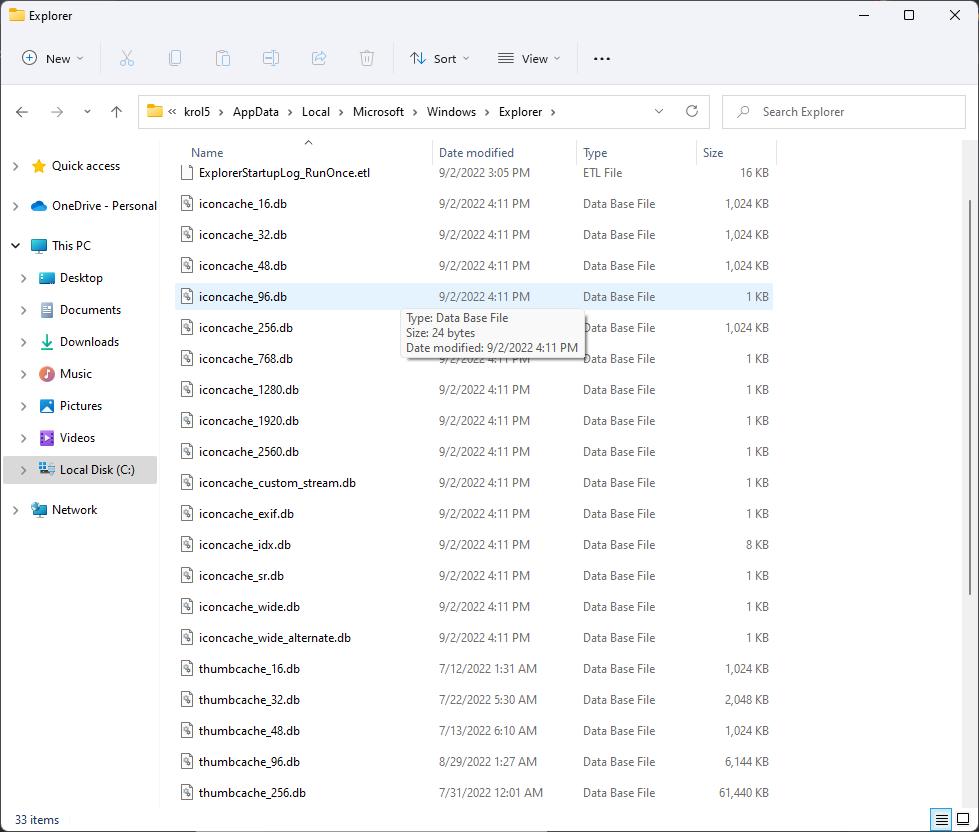 Explorer
New
Sort
View
« krol5 > AppData > Local > Microsoft > Windows > Explorer >
Search Explorer
Quick access
OneDrive - Personal
This PC
Desktop
Documents
Downloads
Music
Pictures
Videos
Local Disk (C:)
Network
Name Date modified Type Size
ExplorerStartupLog_RunOnce.etl 9/2/2022 3:05 PM ETL File 16 KB
iconcache_16.db 9/2/2022 4:11 PM Data Base File 1,024 KB
iconcache_32.db 9/2/2022 4:11 PM Data Base File 1,024 KB
iconcache_48.db 9/2/2022 4:11 PM Data Base File 1,024 KB
iconcache_96.db 9/2/2022 4:11 PM Data Base File 1 KB
Type: Data Base File
Size: 24 bytes
Date modified: 9/2/2022 4:11 PM
iconcache_256.db Data Base File 1,024 KB
iconcache_768.db 9/2/2022 4:11 PM Data Base File 1 KB
iconcache_1280.db 9/2/2022 4:11 PM Data Base File 1 KB
iconcache_1920.db 9/2/2022 4:11 PM Data Base File 1 KB
iconcache_2560.db 9/2/2022 4:11 PM Data Base File 1 KB
iconcache_custom_stream.db 9/2/2022 4:11 PM Data Base File 1 KB
iconcache_exif.db 9/2/2022 4:11 PM Data Base File 1 KB
iconcache_idx.db 9/2/2022 4:11 PM Data Base File 8 KB
iconcache_sr.db 9/2/2022 4:11 PM Data Base File 1 KB
iconcache_wide.db 9/2/2022 4:11 PM Data Base File 1 KB
iconcache_wide_alternate.db 9/2/2022 4:11 PM Data Base File 1 KB
thumbcache_16.db 7/12/2022 1:31 AM Data Base File 1,024 KB
thumbcache_32.db 7/22/2022 5:30 AM Data Base File 2,048 KB
thumbcache_48.db 7/13/2022 6:10 AM Data Base File 1,024 KB
thumbcache_96.db 8/29/2022 1:27 AM Data Base File 6,144 KB
thumbcache_256.db 7/31/2022 12:01 AM Data Base File 61,440 KB
33 items